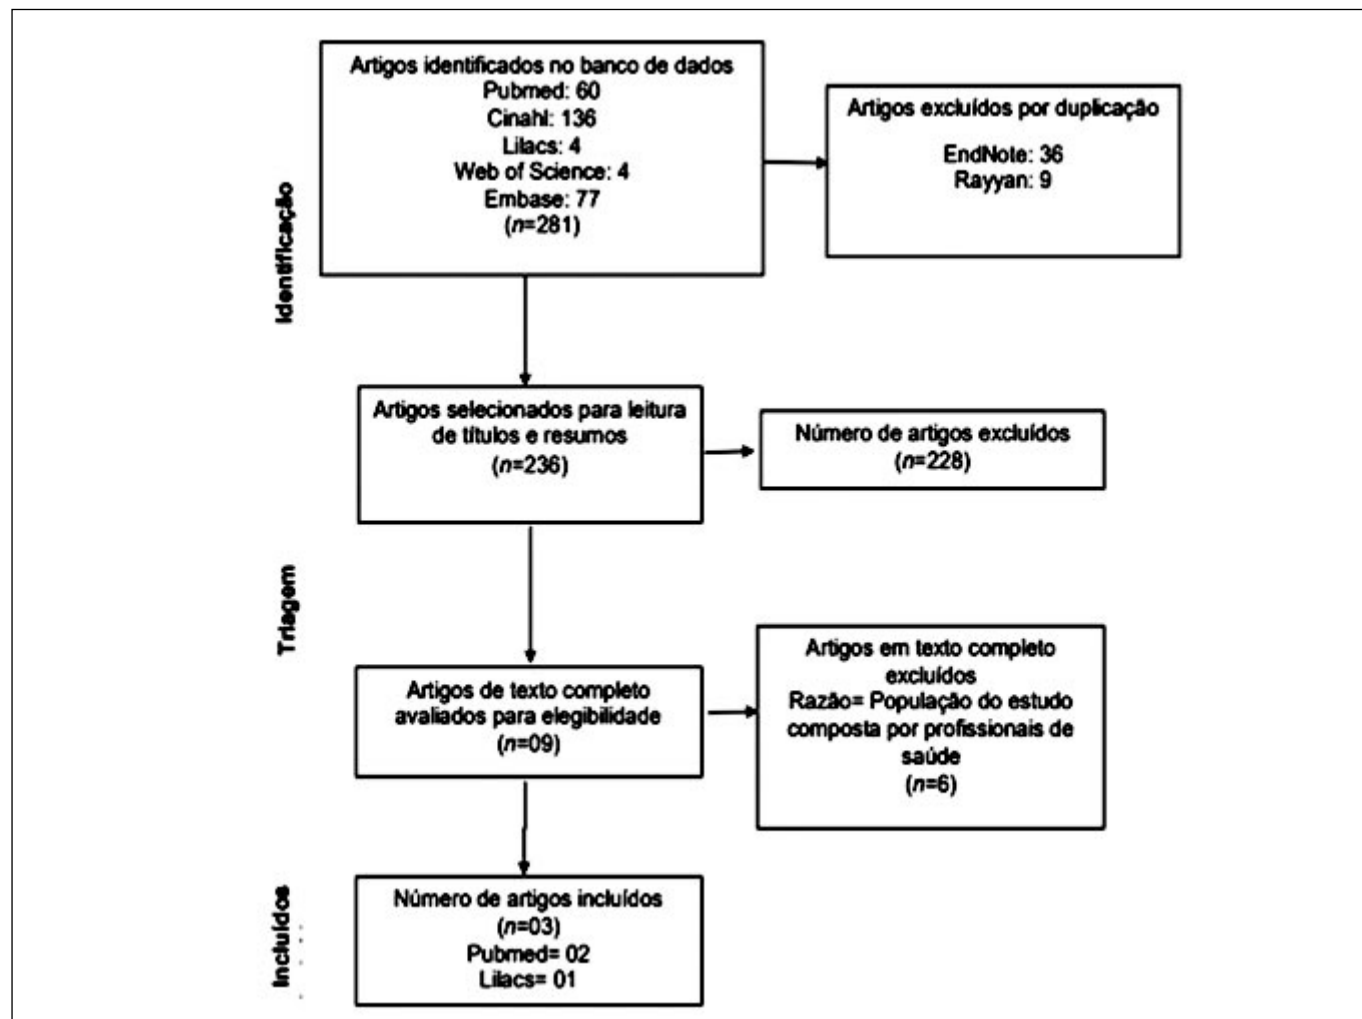 Identificação
Artigos identificados no banco de dados
Pubmed: 60
Cinahl: 136
Lilacs: 4
Web of Science: 4
Embase: 77
(n=281)
Artigos excluídos por duplicação
EndNote: 36
Rayyan: 9
Triagem
Artigos selecionados para leitura
de títulos e resumos
(n=236)
Número de artigos excluídos
(n=228)
Artigos de texto completo
avaliados para elegibilidade
(n=09)
Artigos em texto completo
excluídos
Razão= População do estudo
composta por profissionais de
saúde
(n=6)
Incluídos
Número de artigos incluídos
(n=03)
Pubmed= 02
Lilacs= 01